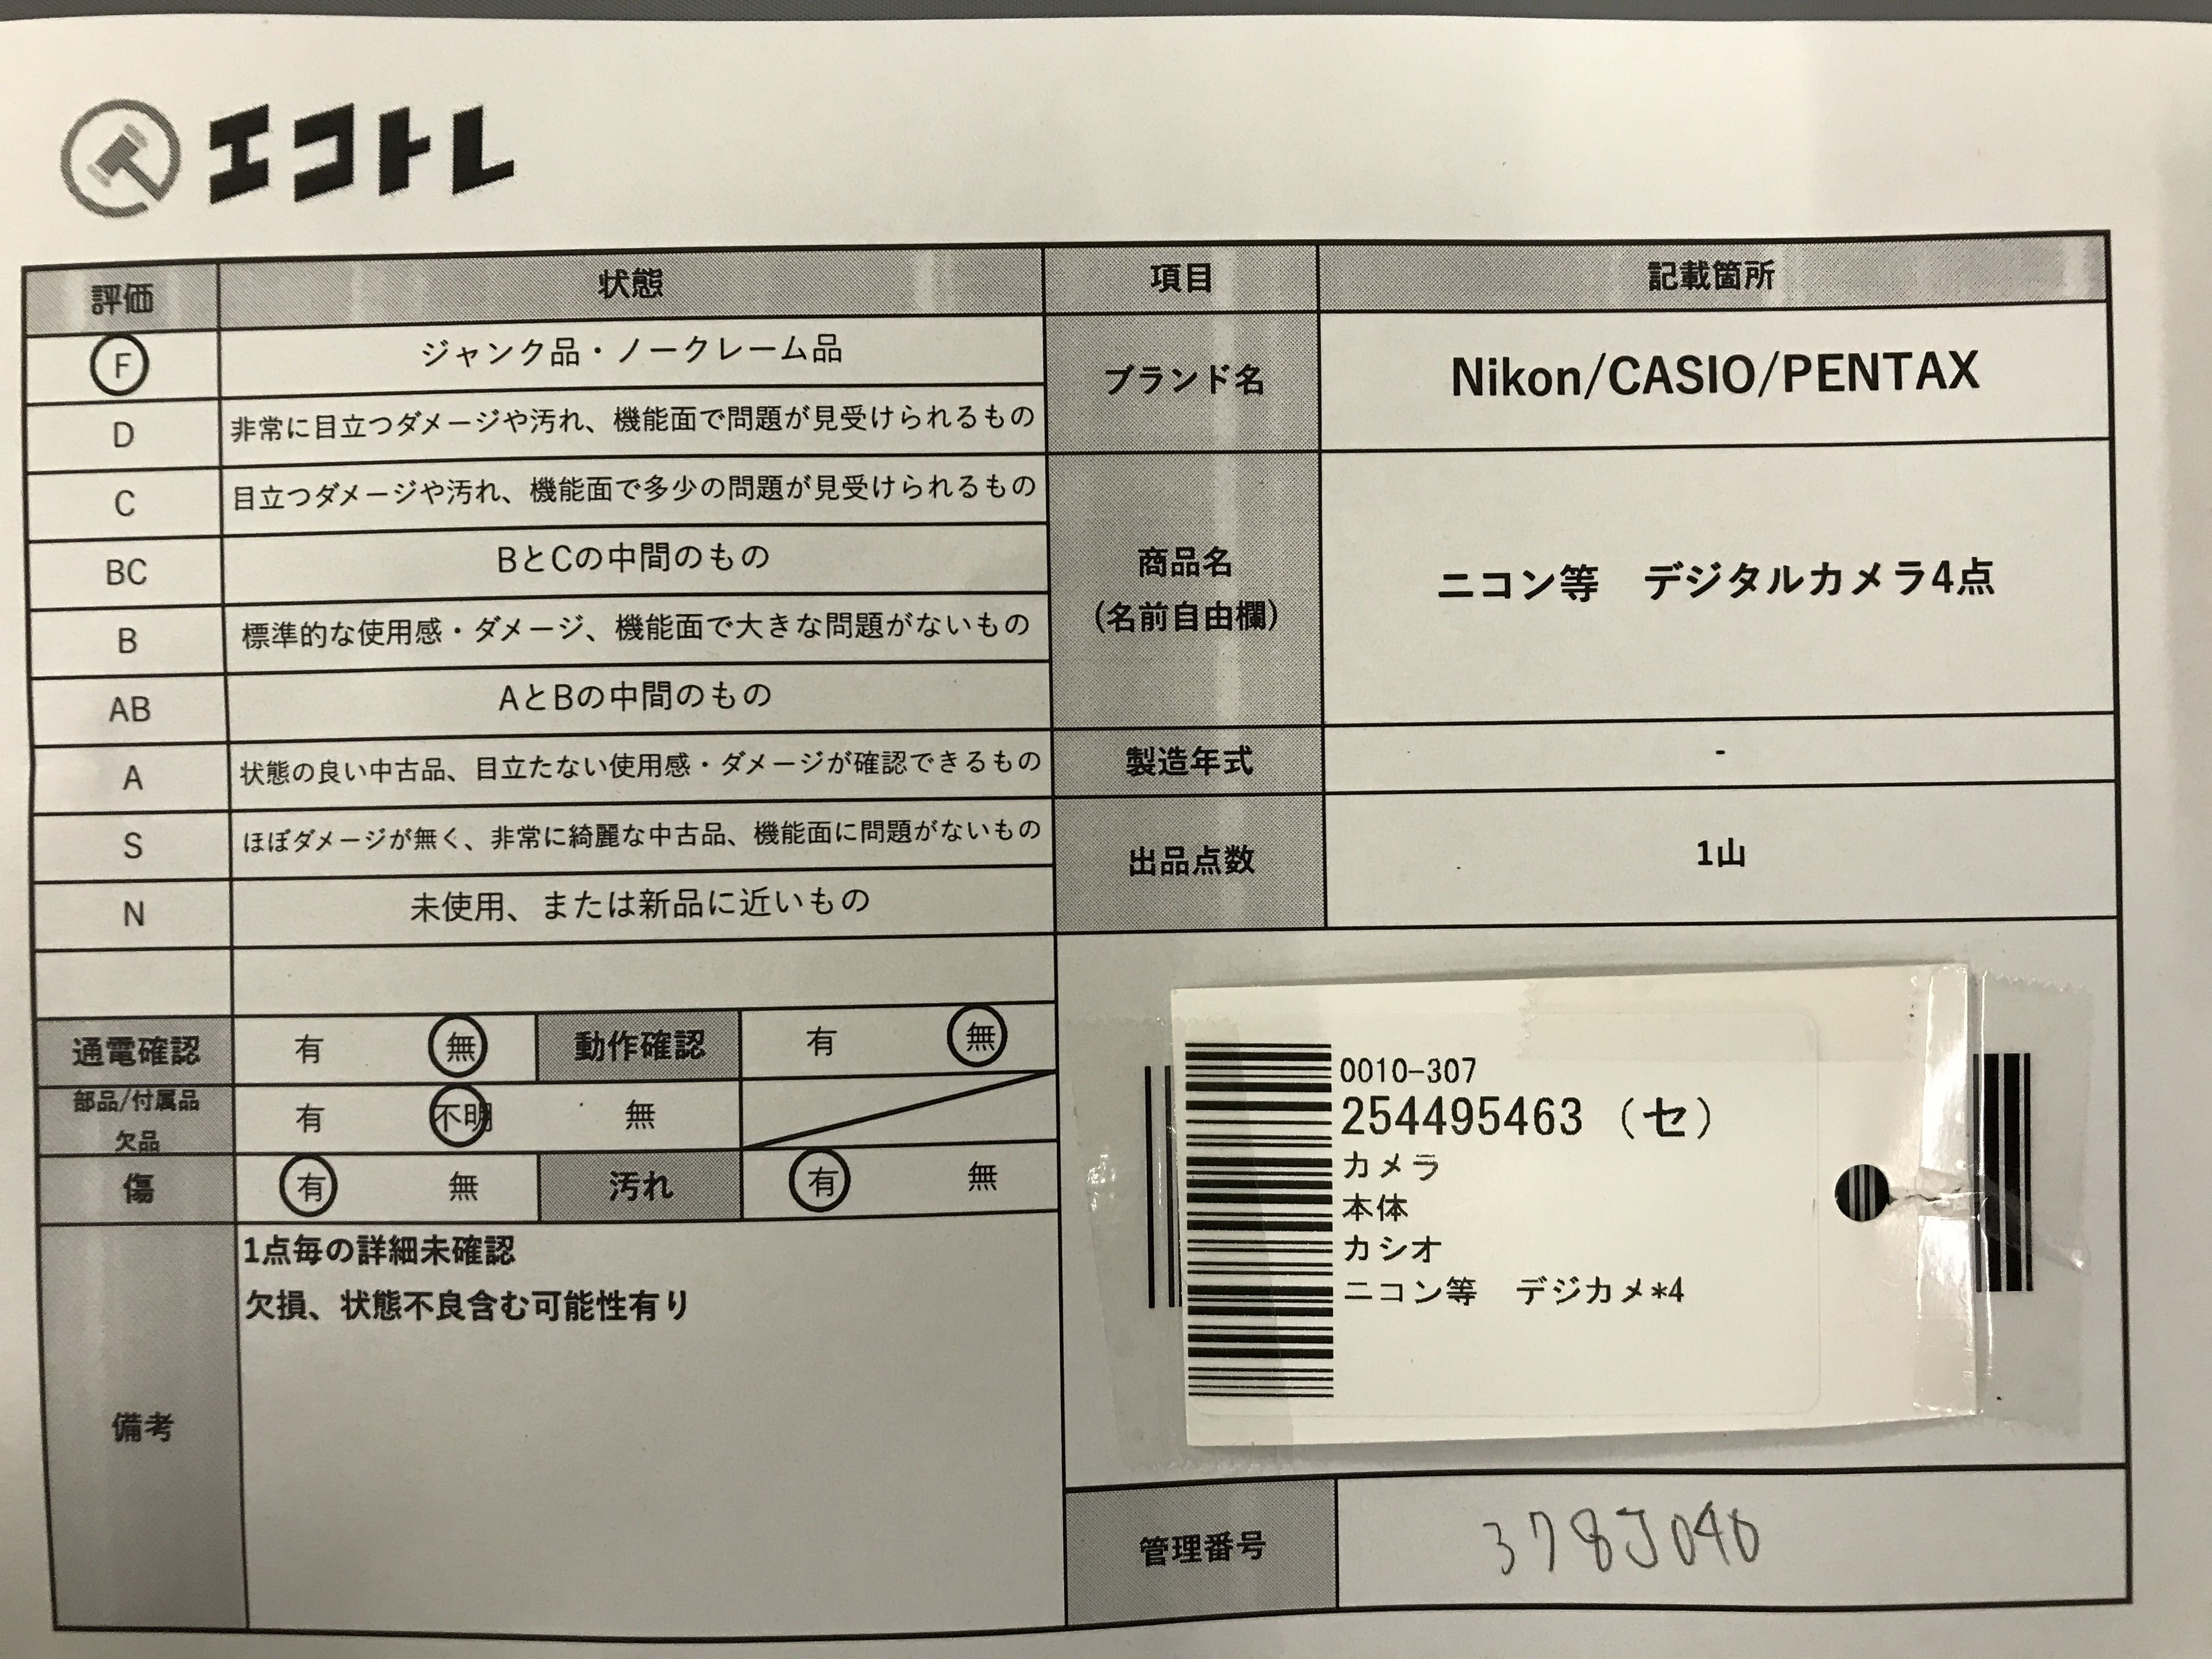 エコトレ
評価 状態 項目 記載箇所
F ジャンク品・ノークレーム品
D 非常に目立つダメージや汚れ、機能面で問題が見受けられるもの
C 目立つダメージや汚れ、機能面で多少の問題が見受けられるもの
BC BとCの中間のもの
B 標準的な使用感・ダメージ、機能面で大きな問題がないもの
AB AとBの中間のもの
A 状態の良い中古品、目立たない使用感・ダメージが確認できるもの
S ほぼダメージが無く、非常に綺麗な中古品、機能面に問題がないもの
N 未使用、または新品に近いもの
ブランド名 Nikon/CASIO/PENTAX
商品名
(名前自由欄)
ニコン等 デジタルカメラ4点
製造年式 -
出品点数 1山
通電確認 有 無 動作確認 有 無
部品/付属品
欠品
有 不明 無
傷 有 無 汚れ 有 無
備考
1点毎の詳細未確認
欠損、状態不良含む可能性有り
0010-307
254495463 (セ)
カメラ
本体
カシオ
ニコン等 デジカメ*4
管理番号 378J040